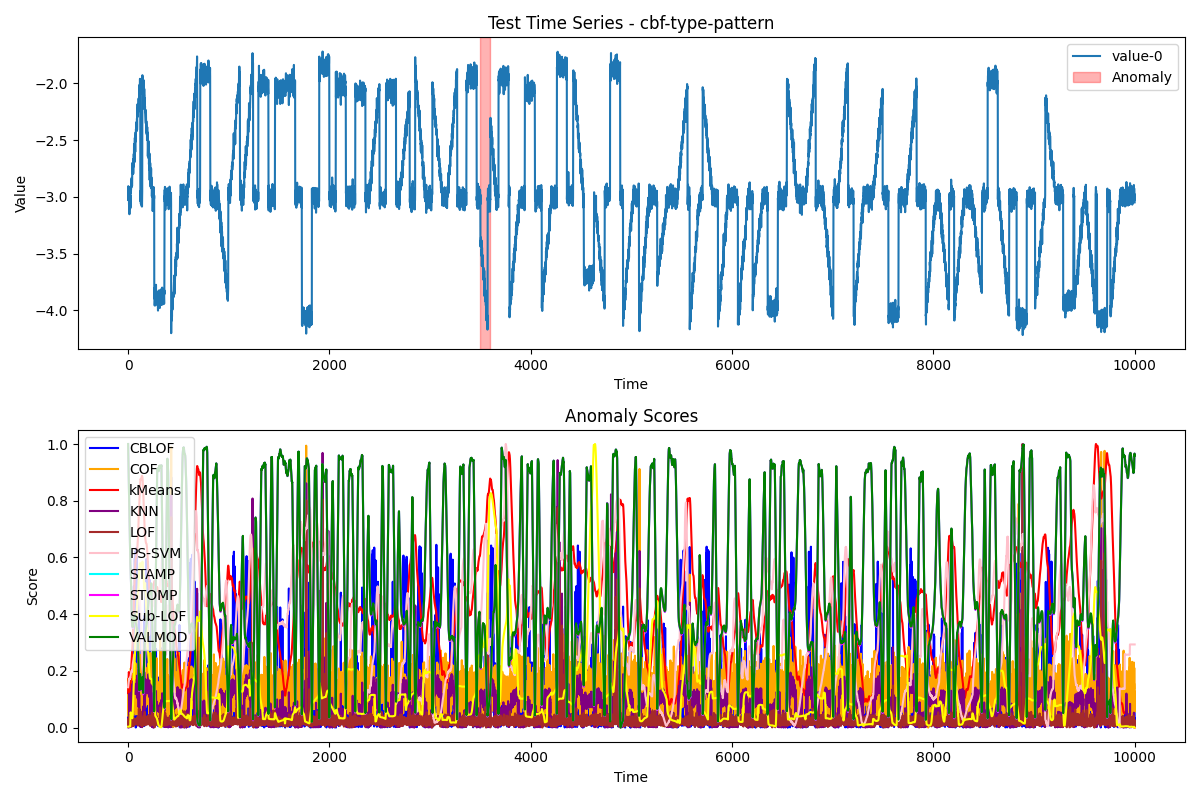 Test Time Series - cbf-type-pattern
Value
−2.0
−2.5
−3.0
−3.5
−4.0
value-0
Anomaly
0
2000
4000
6000
8000
10000
Time
Anomaly Scores
Score
1.0
0.8
0.6
0.4
0.2
0.0
CBLOF
COF
kMeans
KNN
LOF
PS-SVM
STAMP
STOMP
Sub-LOF
VALMOD
0
2000
4000
6000
8000
10000
Time